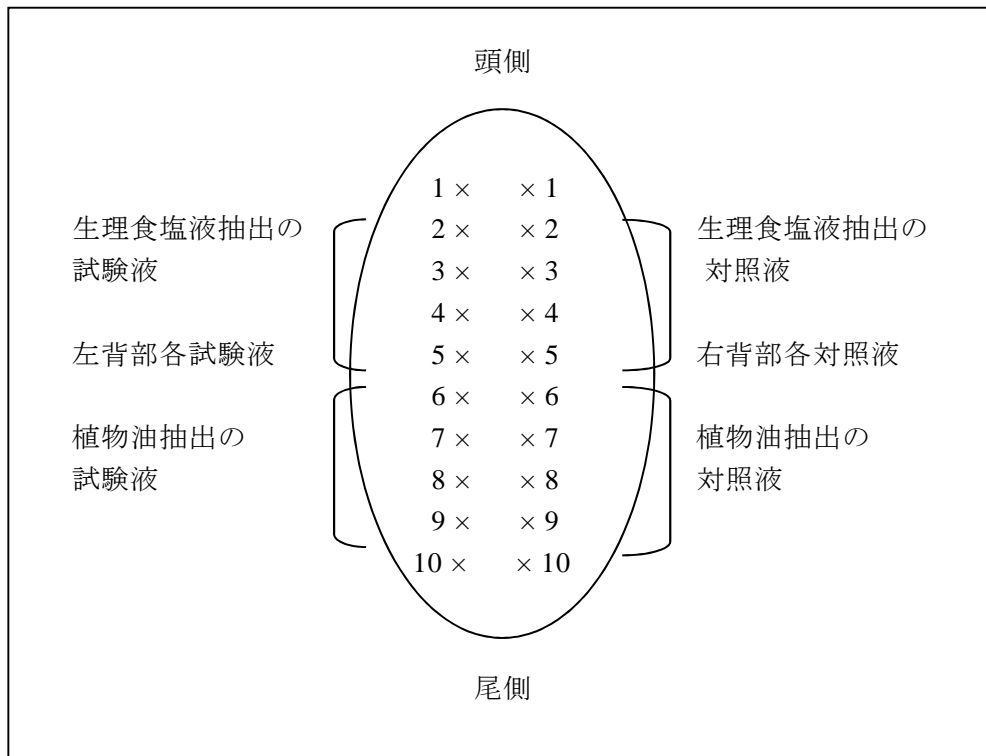 頭側
1 × × 1
生理食塩液抽出の 2 × × 2 生理食塩液抽出の
試験液 3 × × 3 対照液
4 × × 4
左背部各試験液 5 × × 5 右背部各対照液
6 × × 6
植物油抽出の 7 × × 7 植物油抽出の
試験液 8 × × 8 対照液
9 × × 9
10 × × 10
尾側